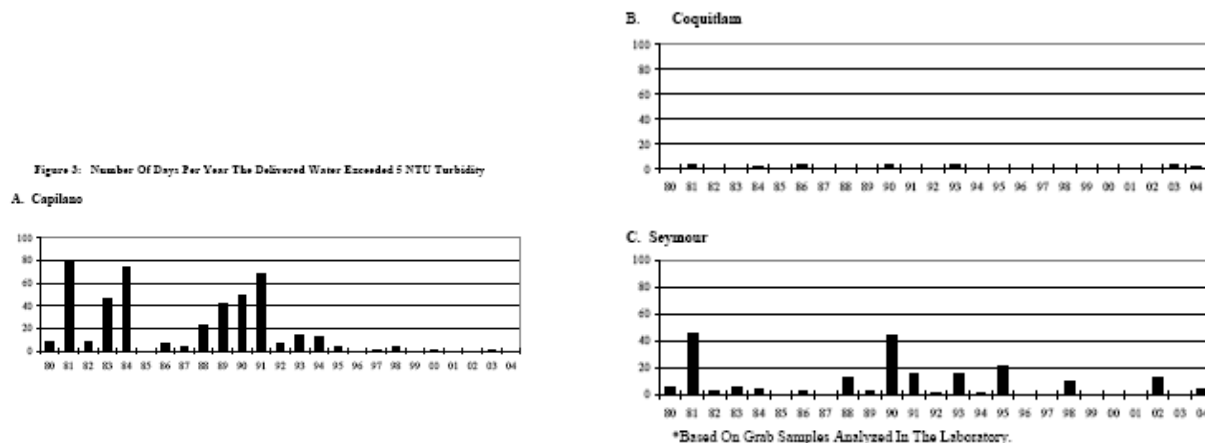 Figure 3: Number Of Days Per Year The Delivered Water Exceeded 5 NTU Turbidity
A. Capilano
100
80
60
40
20
0
80 81 82 83 84 85 86 87 88 89 90 91 92 93 94 95 96 97 98 99 00 01 02 03 04
B. Coquitlam
100
80
60
40
20
0
80 81 82 83 84 85 86 87 88 89 90 91 92 93 94 95 96 97 98 99 00 01 02 03 04
C. Seymour
100
80
60
40
20
0
80 81 82 83 84 85 86 87 88 89 90 91 92 93 94 95 96 97 98 99 00 01 02 03 04
*Based On Grab Samples Analyzed In The Laboratory.